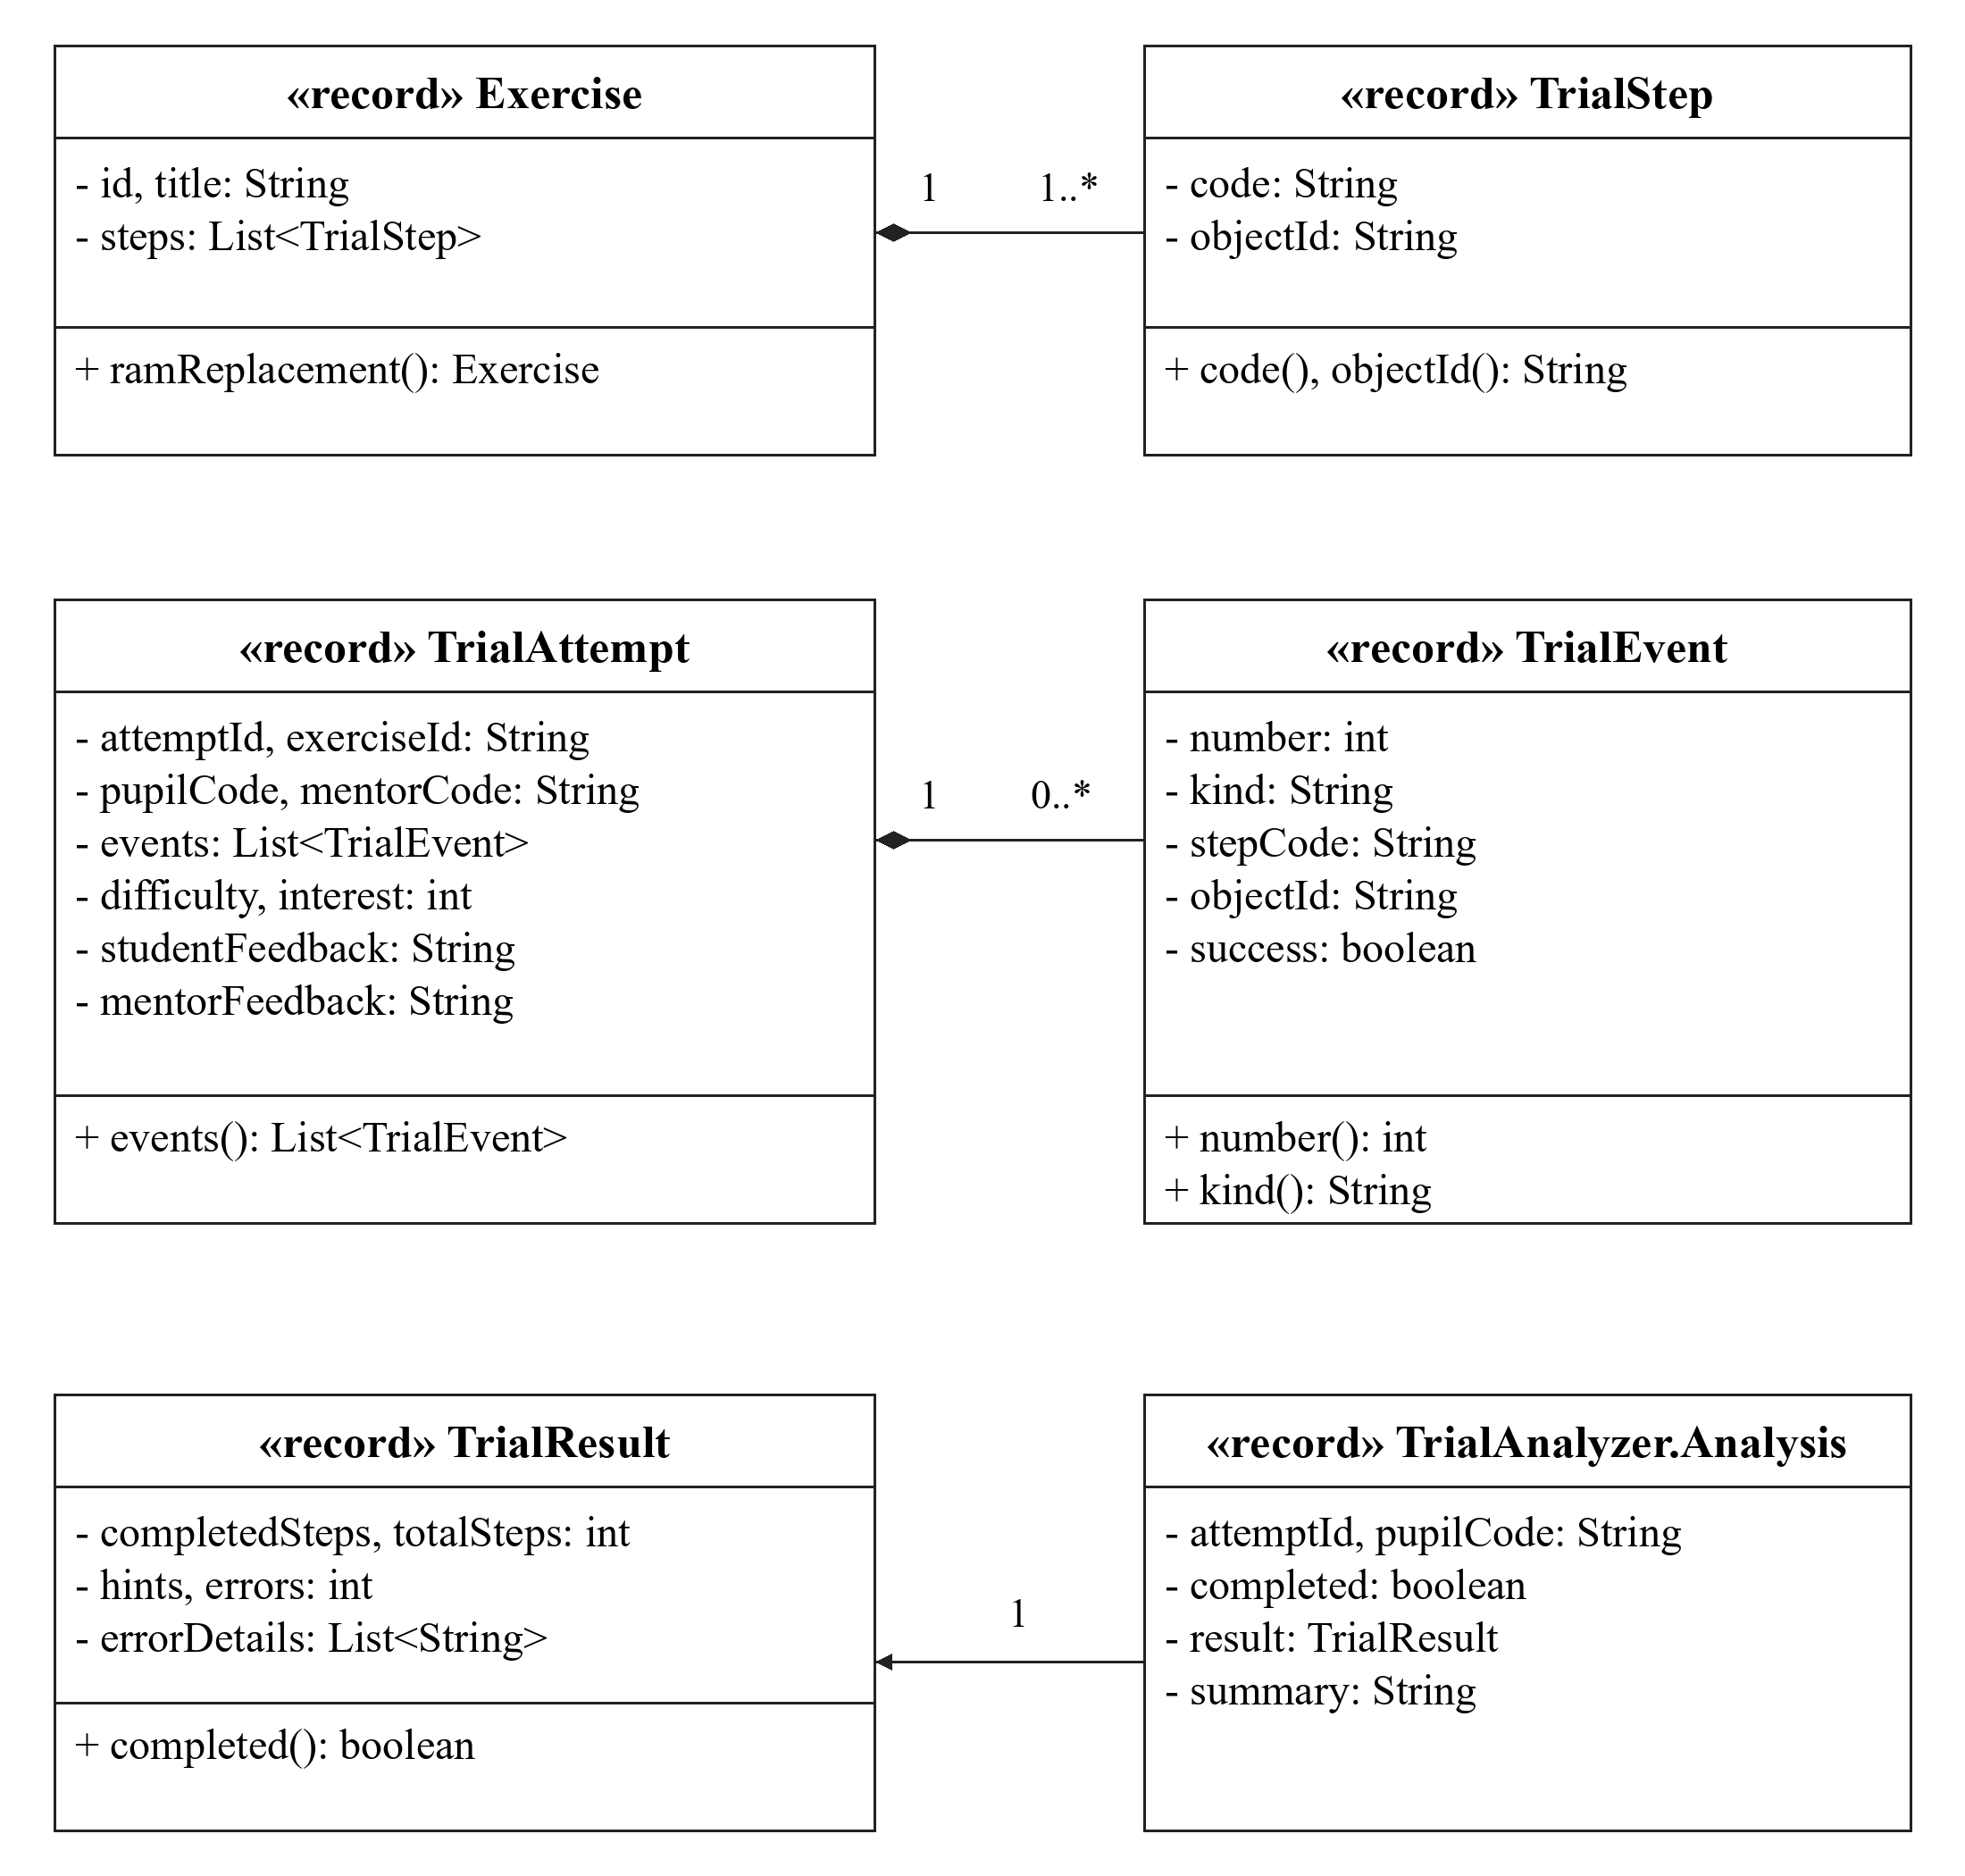 «record» Exercise
- id, title: String
- steps: List<TrialStep>
+ ramReplacement(): Exercise
1
1..*
«record» TrialStep
- code: String
- objectId: String
+ code(), objectId(): String
«record» TrialAttempt
- attemptId, exerciseId: String
- pupilCode, mentorCode: String
- events: List<TrialEvent>
- difficulty, interest: int
- studentFeedback: String
- mentorFeedback: String
+ events(): List<TrialEvent>
1
0..*
«record» TrialEvent
- number: int
- kind: String
- stepCode: String
- objectId: String
- success: boolean
+ number(): int
+ kind(): String
«record» TrialResult
- completedSteps, totalSteps: int
- hints, errors: int
- errorDetails: List<String>
+ completed(): boolean
1
«record» TrialAnalyzer.Analysis
- attemptId, pupilCode: String
- completed: boolean
- result: TrialResult
- summary: String